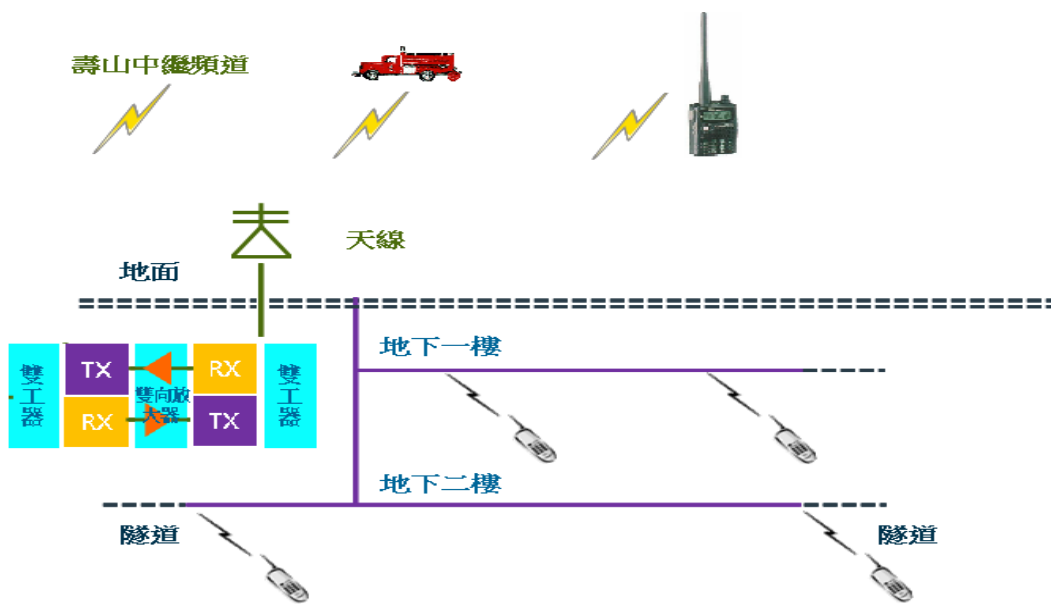 壽山中繼頻道
天線
地面
地下一樓
雙工器
TX
RX
雙向放大器
RX
TX
雙工器
地下二樓
隧道
隧道